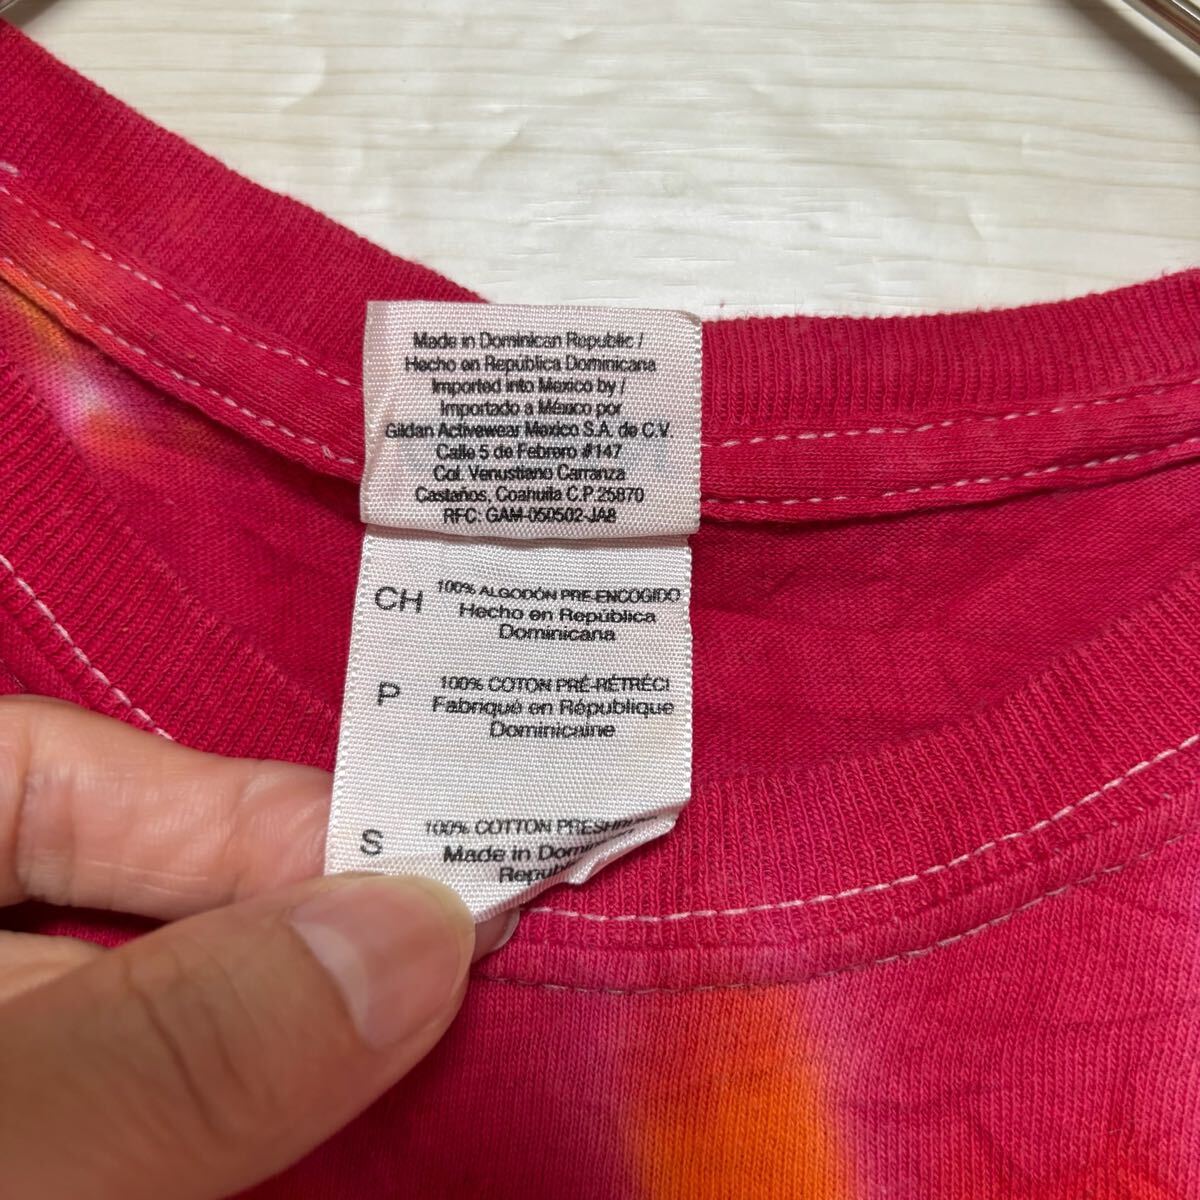 Made in Dominican Republic /
Hecho en República Dominicana
Imported into Mexico by /
Importado a México por
Gildan Activewear Mexico S.A. de C.V.
Calle 5 de Febrero #147
Col. Venustiano Carranza
Castaños, Coahuila C.P. 25870
RFC: GAM-050502-JA8
CH
100% ALGODÓN PRE-ENCOGIDO
Hecho en República
Dominicana
P
100% COTON PRÉ-RÉTRÉCI
Fabriqué en République
Dominicaine
S
100% COTTON
Made in